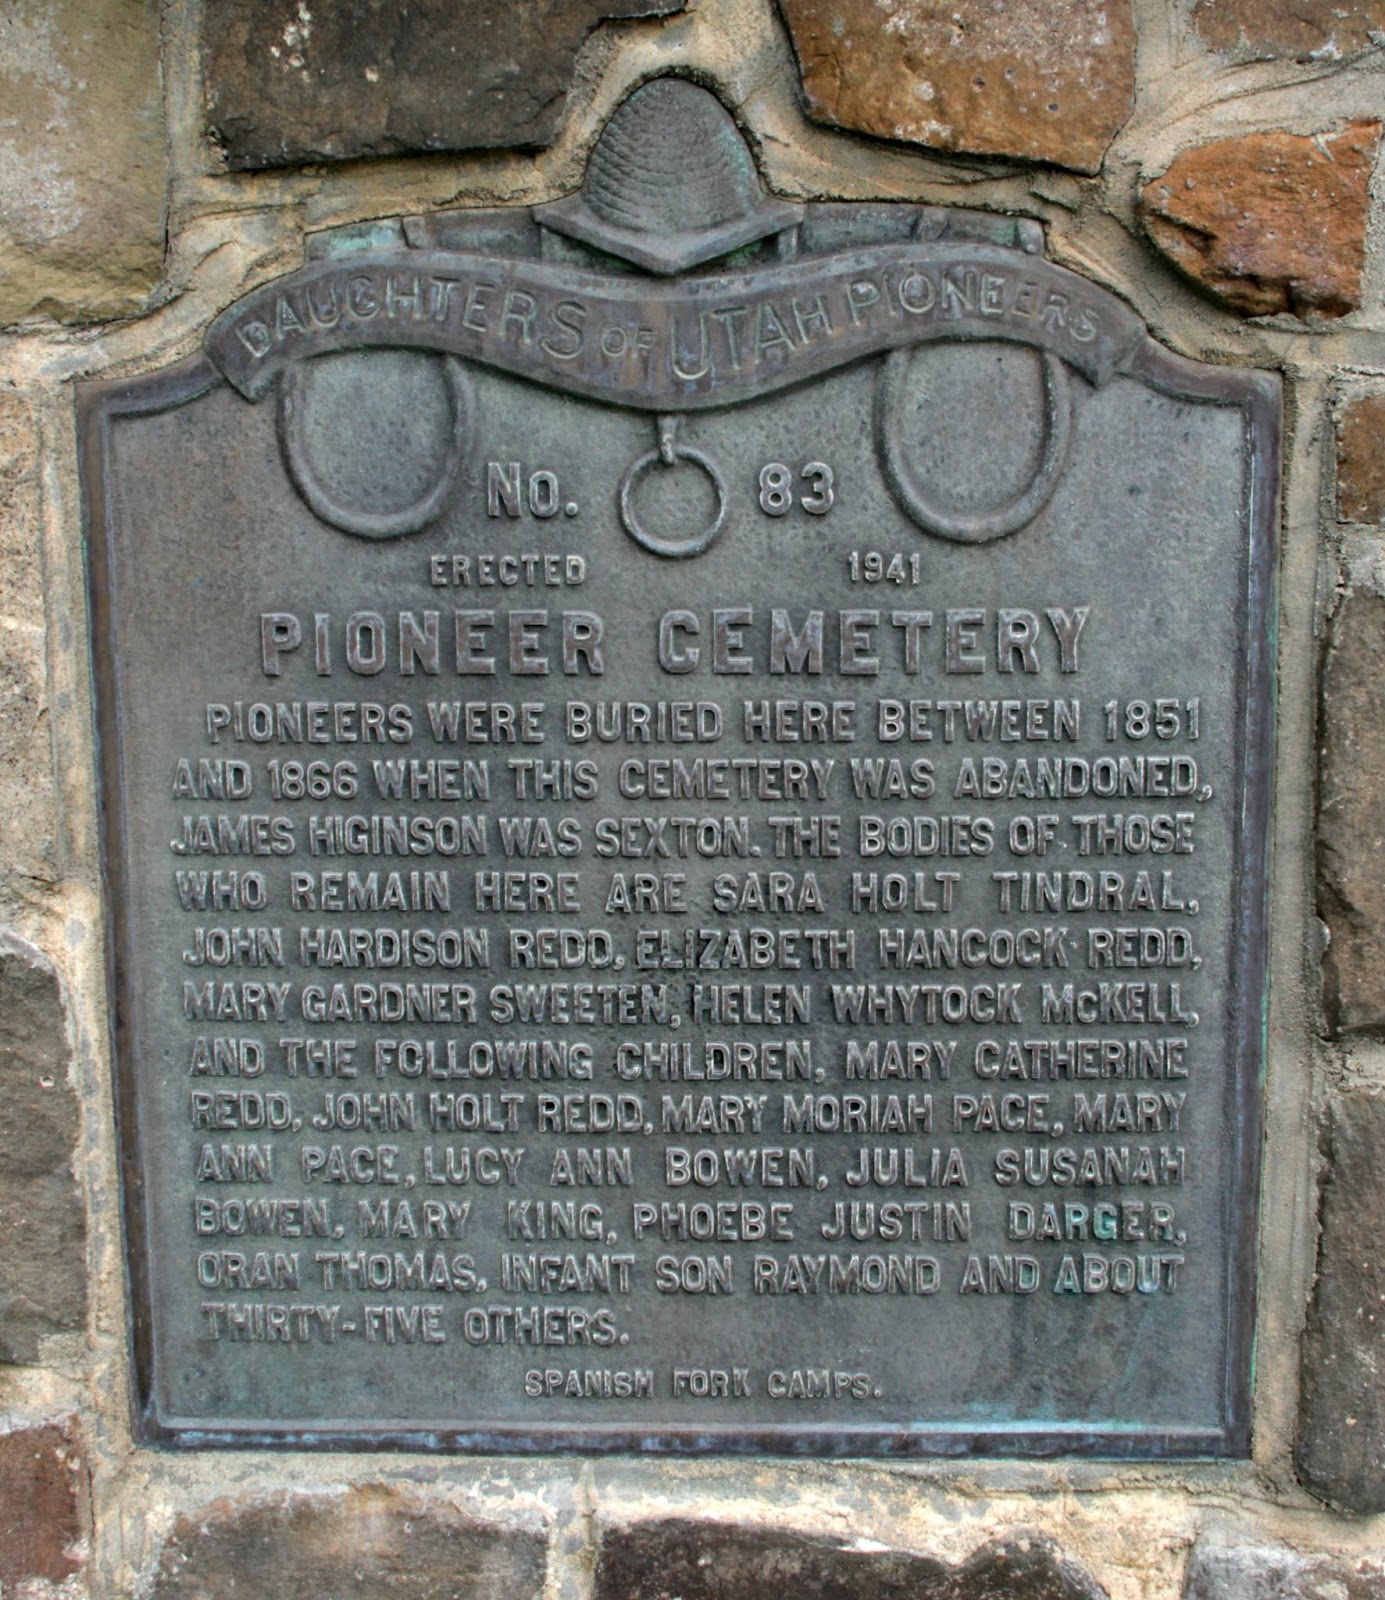 DAUGHTERS OF UTAH PIONEERS
No. 83
ERECTED 1941
PIONEER CEMETERY
PIONEERS WERE BURIED HERE BETWEEN 1851
AND 1866 WHEN THIS CEMETERY WAS ABANDONED,
JAMES HIGINSON WAS SEXTON. THE BODIES OF THOSE
WHO REMAIN HERE ARE SARA HOLT TINDRAL,
JOHN HARDISON REDD, ELIZABETH HANCOCK REDD,
MARY GARDNER SWEETEN, HELEN WHYTOCK McKELL,
AND THE FOLLOWING CHILDREN, MARY CATHERINE
REDD, JOHN HOLT REDD, MARY MORIAH PACE, MARY
ANN PACE, LUCY ANN BOWEN, JULIA SUSANAH
BOWEN, MARY KING, PHOEBE JUSTIN DARGER,
ORAN THOMAS, INFANT SON RAYMOND AND ABOUT
THIRTY-FIVE OTHERS.
SPANISH FORK CAMPS.